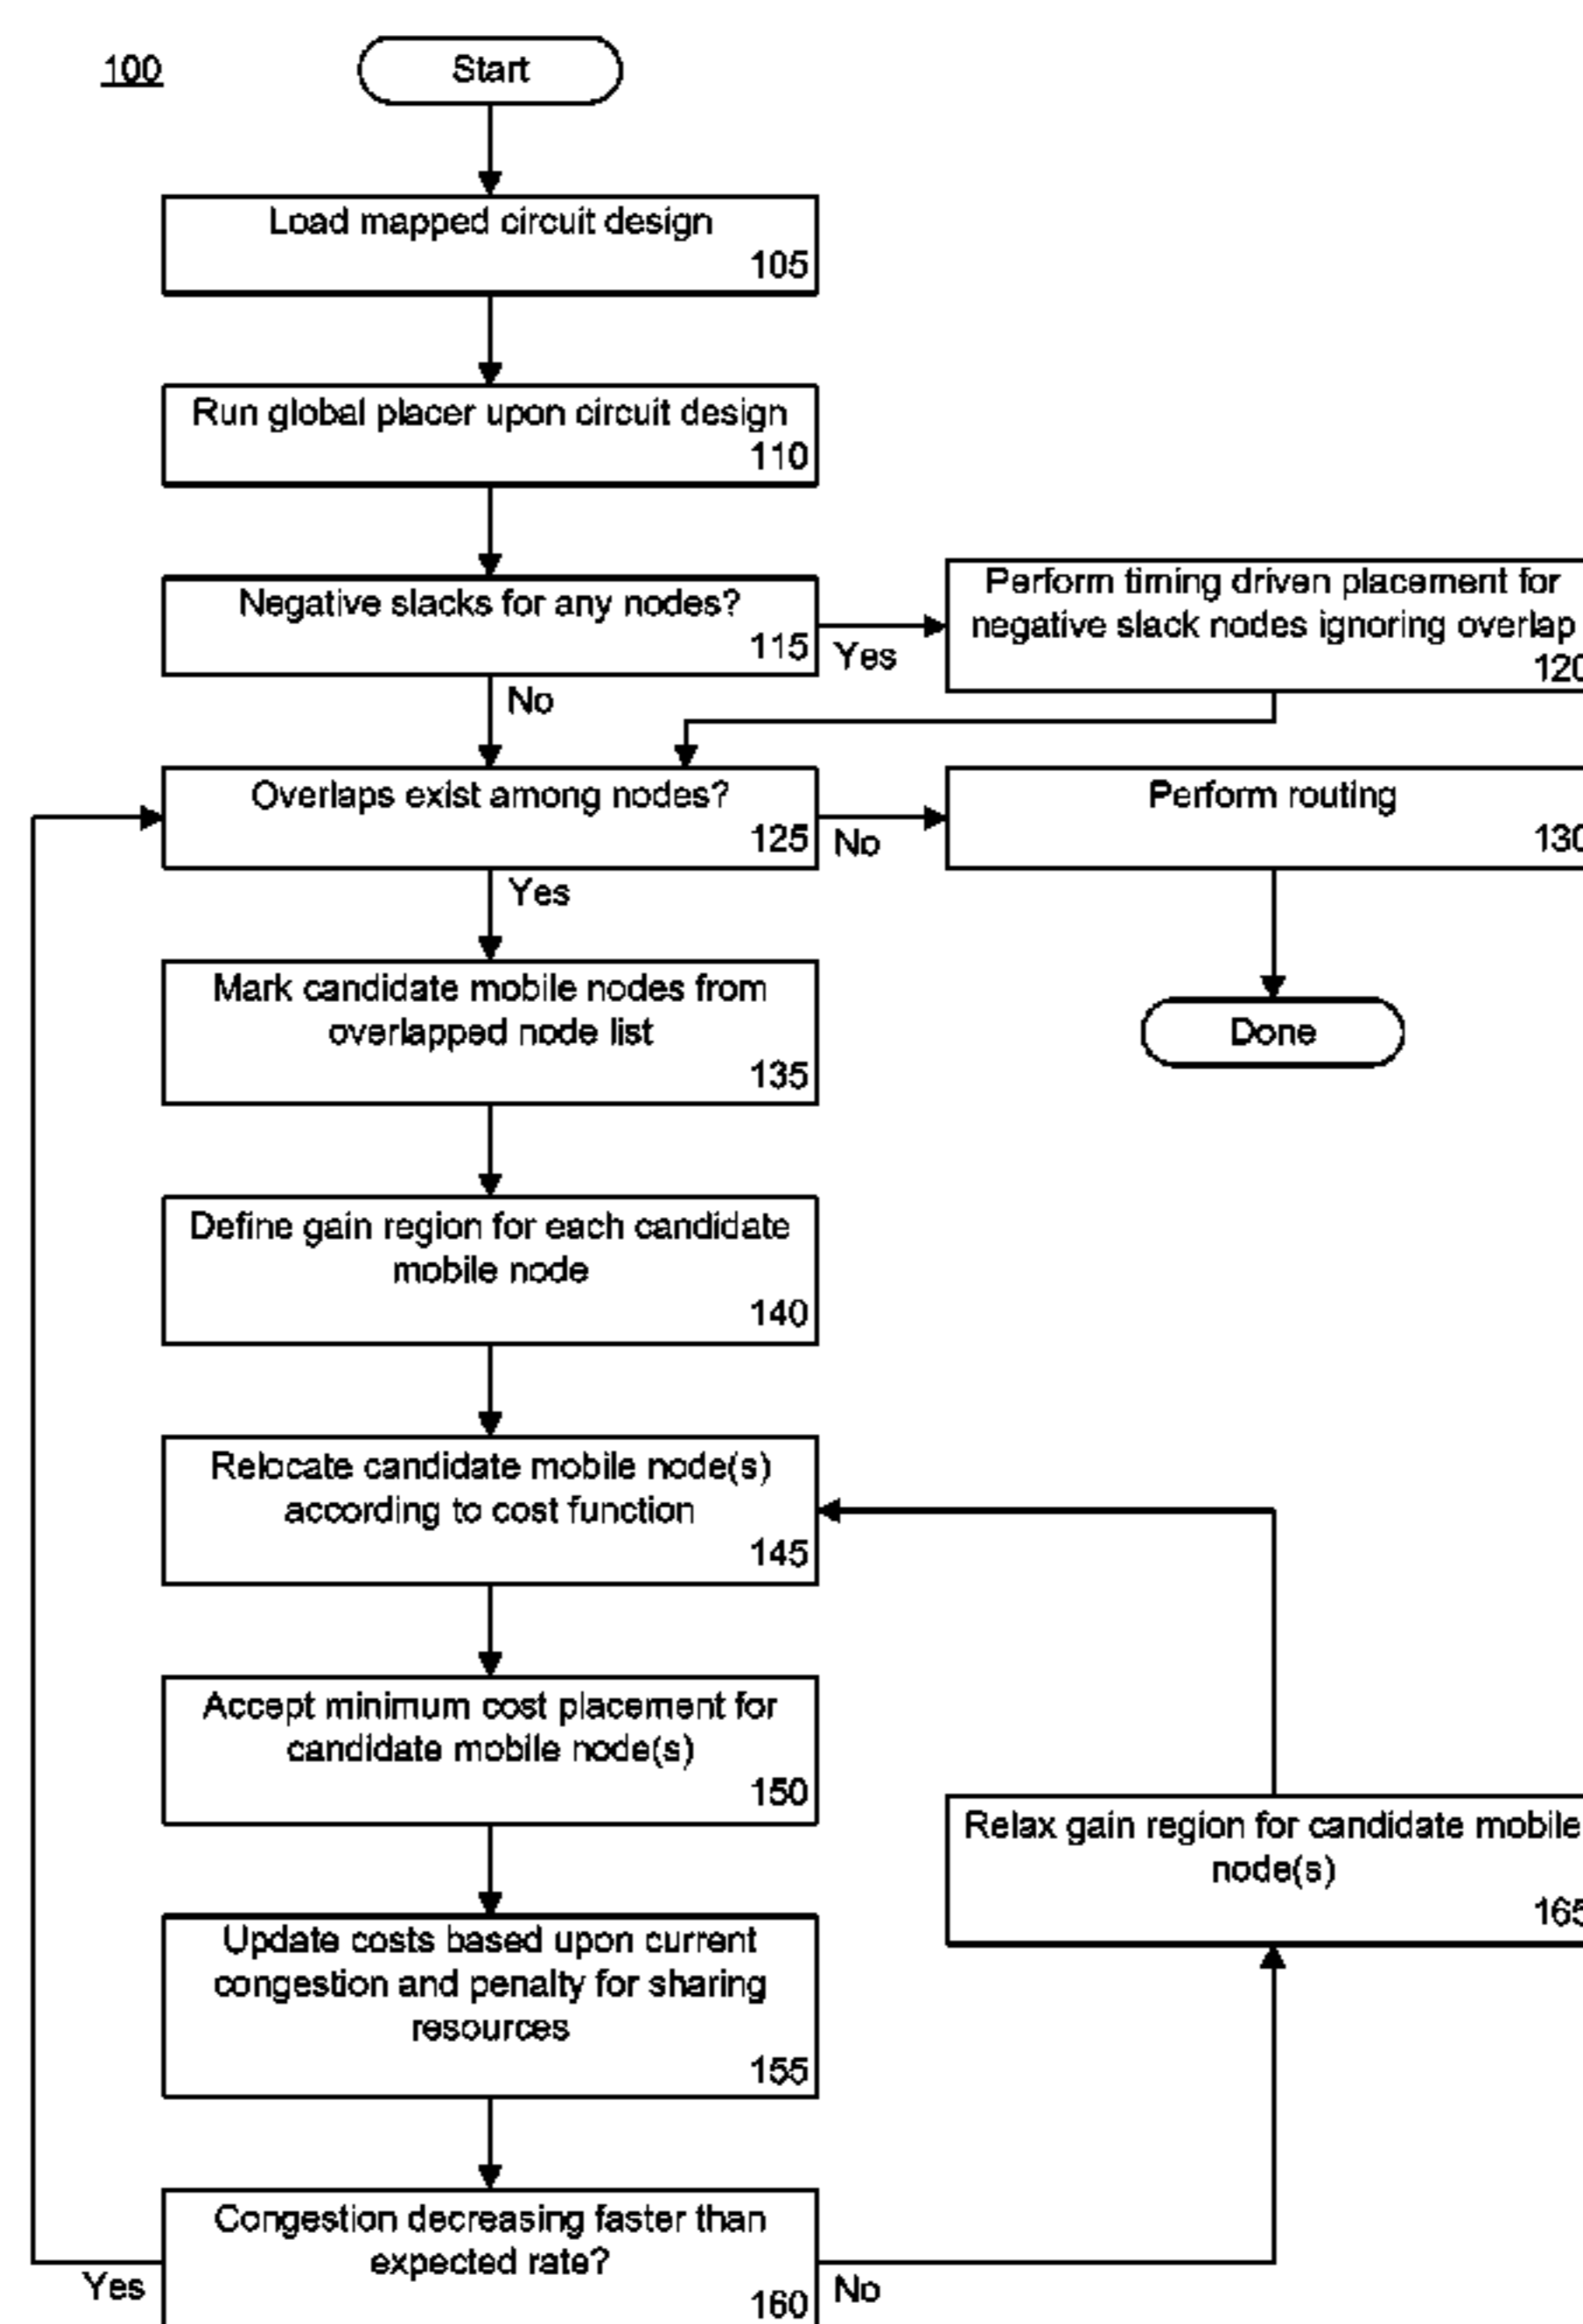 100
Start
Load mapped circuit design
105
Run global placer upon circuit design
110
Negative slacks for any nodes?
115
Yes
No
Perform timing driven placement for
negative slack nodes ignoring overlap
120
Overlaps exist among nodes?
125
No
Yes
Perform routing
130
Done
Mark candidate mobile nodes from
overlapped node list
135
Define gain region for each candidate
mobile node
140
Relocate candidate mobile node(s)
according to cost function
145
Accept minimum cost placement for
candidate mobile node(s)
150
Relax gain region for candidate mobile
node(s)
165
Update costs based upon current
congestion and penalty for sharing
resources
155
Congestion decreasing faster than
expected rate?
160
Yes
No